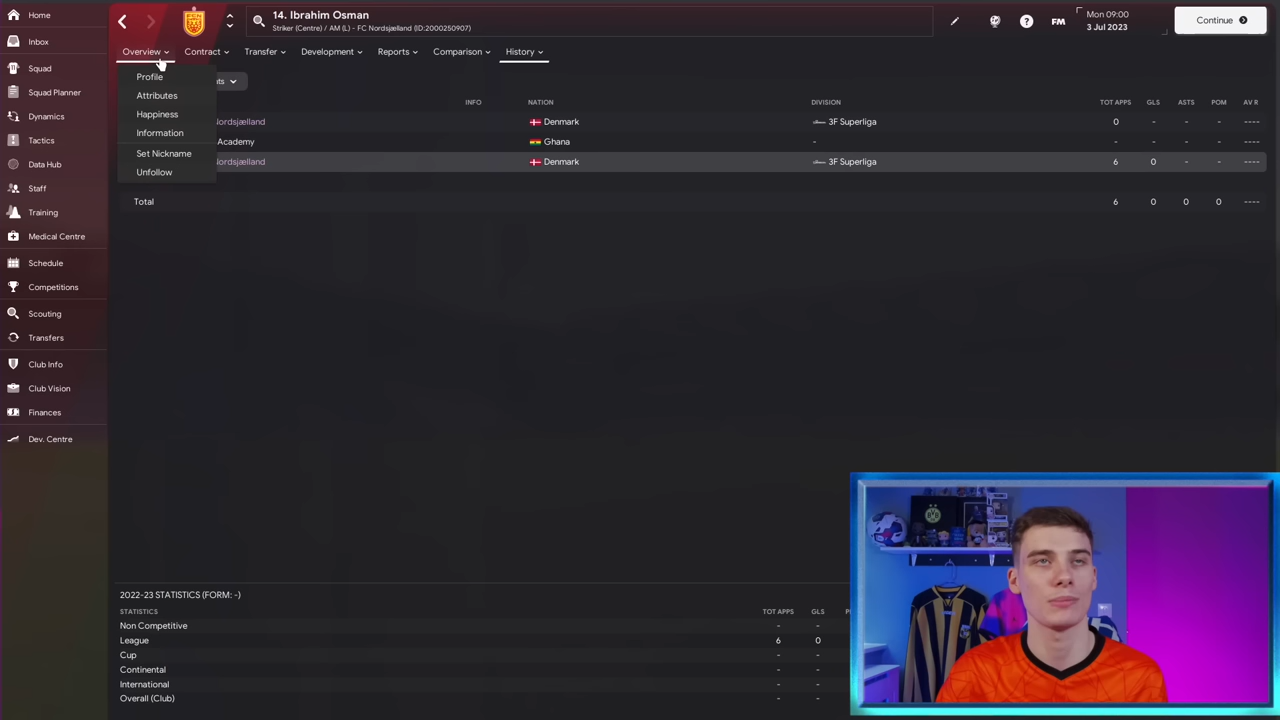 Home
14. Ibrahim Osman
Striker (Centre) / AM (L) - FC Nordsjælland (ID:2000250907)
FM
Mon 09:00
3 Jul 2023
Continue
Inbox
Squad
Squad Planner
Dynamics
Tactics
Data Hub
Staff
Training
Medical Centre
Schedule
Competitions
Scouting
Transfers
Club Info
Club Vision
Finances
Dev. Centre
Overview Contract Transfer Development Reports Comparison History
Profile
Attributes
Happiness
Information
Set Nickname
Unfollow
INFO NATION DIVISION TOT APPS GLS ASTS POM AV R
Nordsjælland Denmark 3F Superliga 0 - - - ----
Academy Ghana - - - - - ----
Nordsjælland Denmark 3F Superliga 6 0 - - ----
Total 6 0 0 0 ----
2022-23 STATISTICS (FORM: -)
STATISTICS TOT APPS GLS
Non Competitive - -
League 6 0
Cup - -
Continental - -
International - -
Overall (Club) - -
BVB